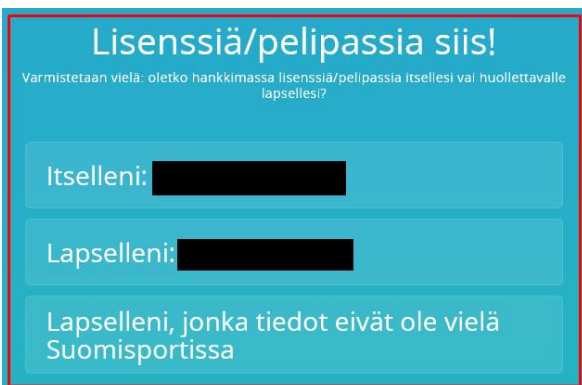 Lisenssiä/pelipassia siis!
Varmistetaan vielä: oletko hankkimassa lisenssiä/pelipassia itsellesi vai huollettavalle
lapsellesi?
Itselleni:
Lapselleni:
Lapselleni, jonka tiedot eivät ole vielä
Suomisportissa